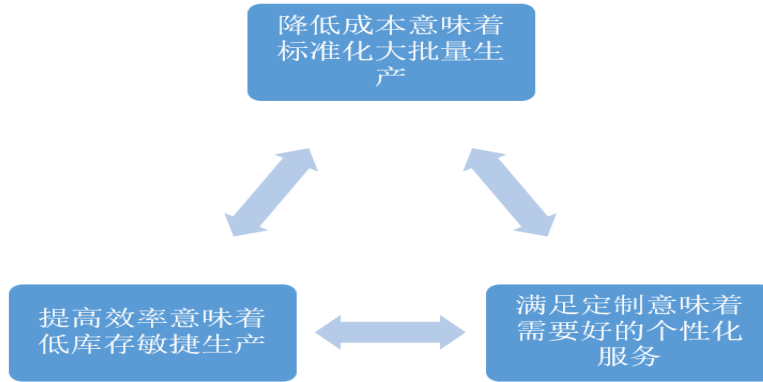 降低成本意味着
标准化大批量生
产
提高效率意味着
低库存敏捷生产
满足定制意味着
需要好的个性化
服务